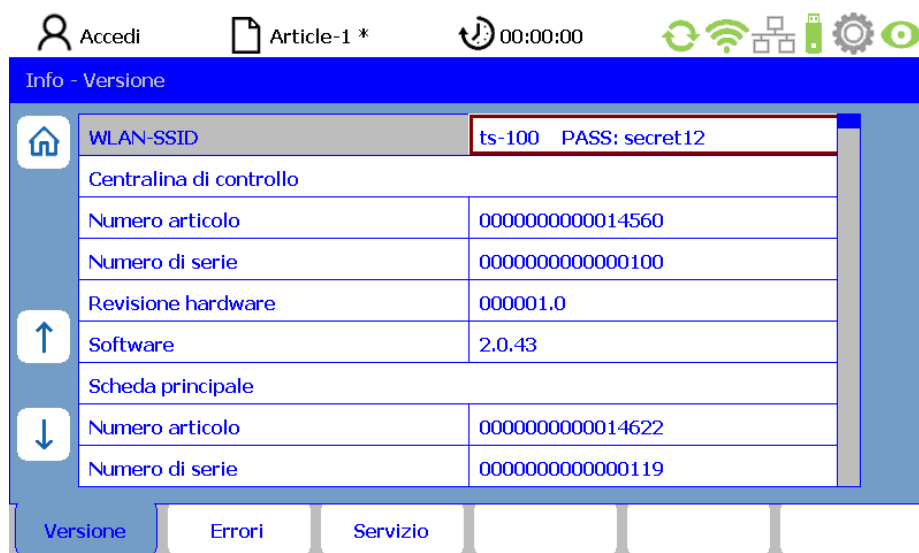 Accedi Article-1 * 00:00:00
Info - Versione
WLAN-SSID ts-100 PASS: secret12
Centralina di controllo
Numero articolo 0000000000014560
Numero di serie 0000000000000100
Revisione hardware 000001.0
Software 2.0.43
Scheda principale
Numero articolo 0000000000014622
Numero di serie 0000000000000119
Versione Errori Servizio